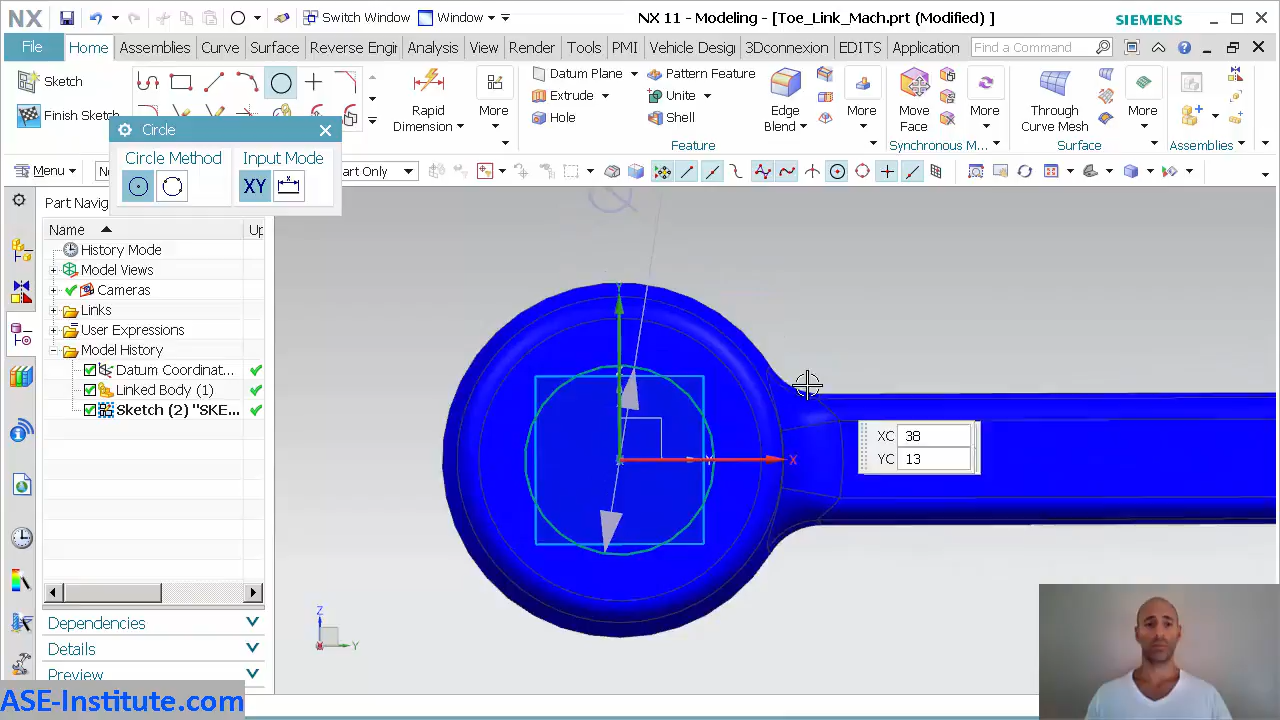 NX
Switch Window
Window
NX 11 - Modeling - [Toe_Link_Mach.prt (Modified) ]
SIEMENS
File
Home
Assemblies
Curve
Surface
Reverse Engi
Analysis
View
Render
Tools
PMI
Vehicle Desig
3Dconnexion
EDITS
Application
Find a Command
Sketch
Finish Sketch
Rapid
Dimension
More
Datum Plane
Extrude
Hole
Pattern Feature
Unite
Shell
Edge
Blend
More
Feature
Move
Face
More
Synchronous M...
Through
Curve Mesh
More
Surface
Assemblies
Circle
Circle Method
Input Mode
XY
Menu
art Only
Part Navig
Name
Up
History Mode
Model Views
Cameras
Links
User Expressions
Model History
Datum Coordinat...
Linked Body (1)
Sketch (2) "SKE...
Dependencies
Details
Preview
Y
X
Y
XC 38
YC 13
Z
Y
ASE-Institute.com